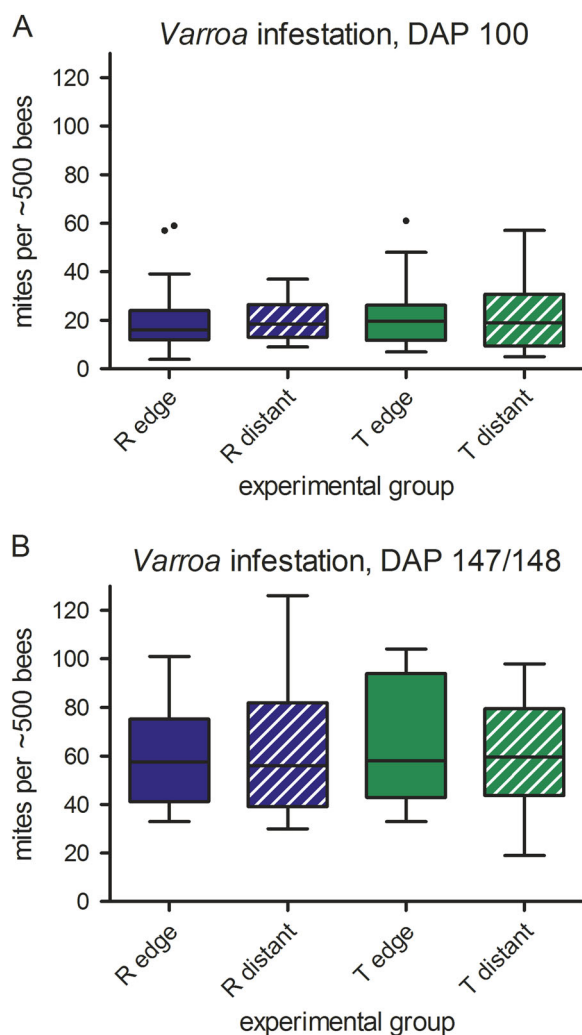 A
Varroa infestation, DAP 100
mites per ~500 bees
120
100
80
60
40
20
0
R edge
R distant
T edge
T distant
experimental group
B
Varroa infestation, DAP 147/148
mites per ~500 bees
120
100
80
60
40
20
0
R edge
R distant
T edge
T distant
experimental group